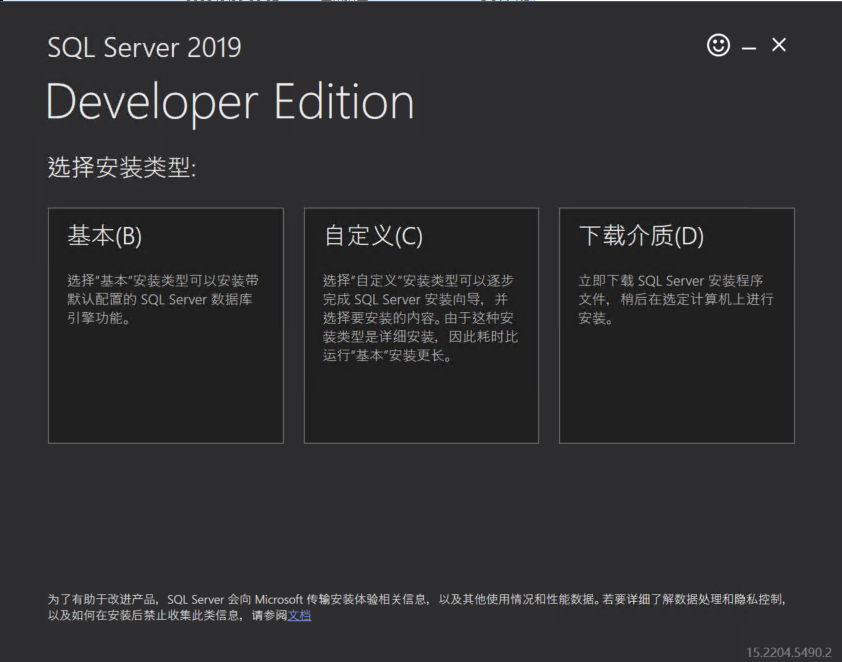 SQL Server 2019
Developer Edition
选择安装类型:
基本(B)
选择“基本”安装类型可以安装带
默认配置的 SQL Server 数据库
引擎功能。
自定义(C)
选择“自定义”安装类型可以逐步
完成 SQL Server 安装向导，并
选择要安装的内容。由于这种安
装类型是详细安装，因此耗时比
运行“基本”安装更长。
下载介质(D)
立即下载 SQL Server 安装程序
文件，稍后在选定计算机上进行
安装。
为了有助于改进产品，SQL Server 会向 Microsoft 传输安装体验相关信息，以及其他使用情况和性能数据。若要详细了解数据处理和隐私控制，
以及如何在安装后禁止收集此类信息，请参阅文档
15.2204.5490.2